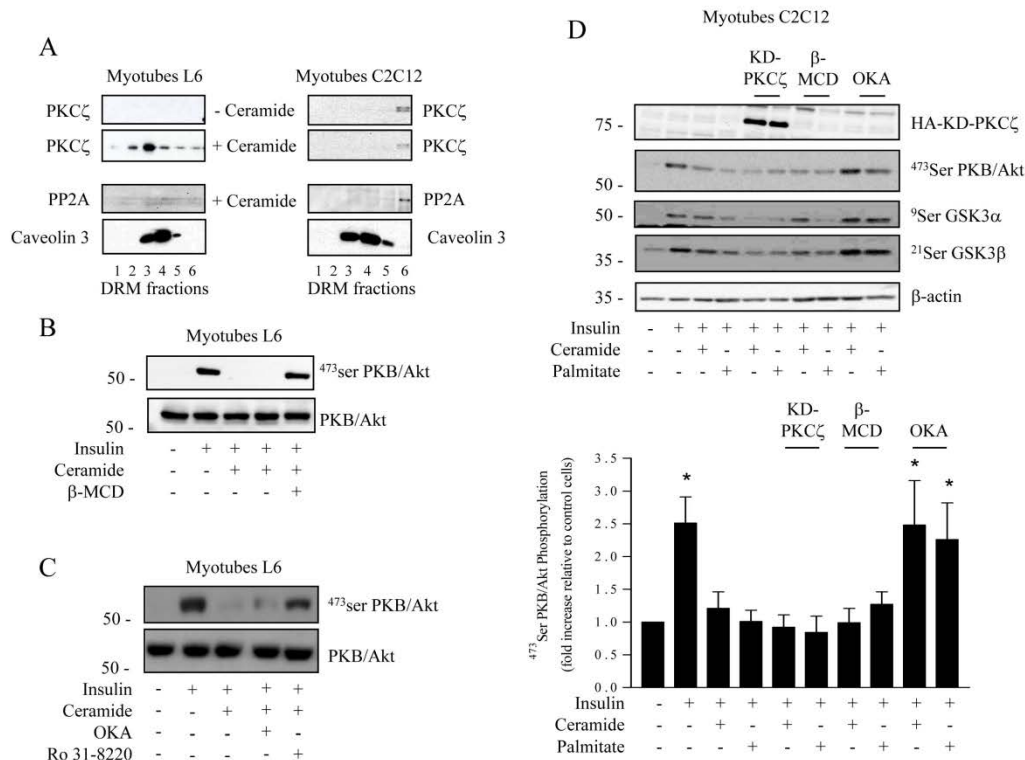 A
Myotubes L6 Myotubes C2C12
PKCζ - Ceramide PKCζ
PKCζ + Ceramide PKCζ
PP2A + Ceramide PP2A
Caveolin 3 Caveolin 3
1 2 3 4 5 6 1 2 3 4 5 6
DRM fractions DRM fractions
B
Myotubes L6
50 - ⁴⁷³ser PKB/Akt
50 - PKB/Akt
Insulin - + + + +
Ceramide - - + + +
β-MCD - - - - +
C
Myotubes L6
50 - ⁴⁷³ser PKB/Akt
50 - PKB/Akt
Insulin - + + + +
Ceramide - - + + +
OKA - - - + -
Ro 31-8220 - - - - +
D
Myotubes C2C12
KD-
PKCζ
β-
MCD
OKA
75 - HA-KD-PKCζ
50 - ⁴⁷³Ser PKB/Akt
50 - ⁹Ser GSK3α
35 - ²¹Ser GSK3β
35 - β-actin
Insulin - + + + + + + + + +
Ceramide - - + - + - + - + -
Palmitate - - - + - + - + - +
KD-
PKCζ
β-
MCD
OKA
⁴⁷³Ser PKB/Akt Phosphorylation
(fold increase relative to control cells)
3.5
3.0
2.5
2.0
1.5
1.0
0.5
0.0
* * *
Insulin - + + + + + + + + +
Ceramide - - + - + - + - + -
Palmitate - - - + - + - + - +